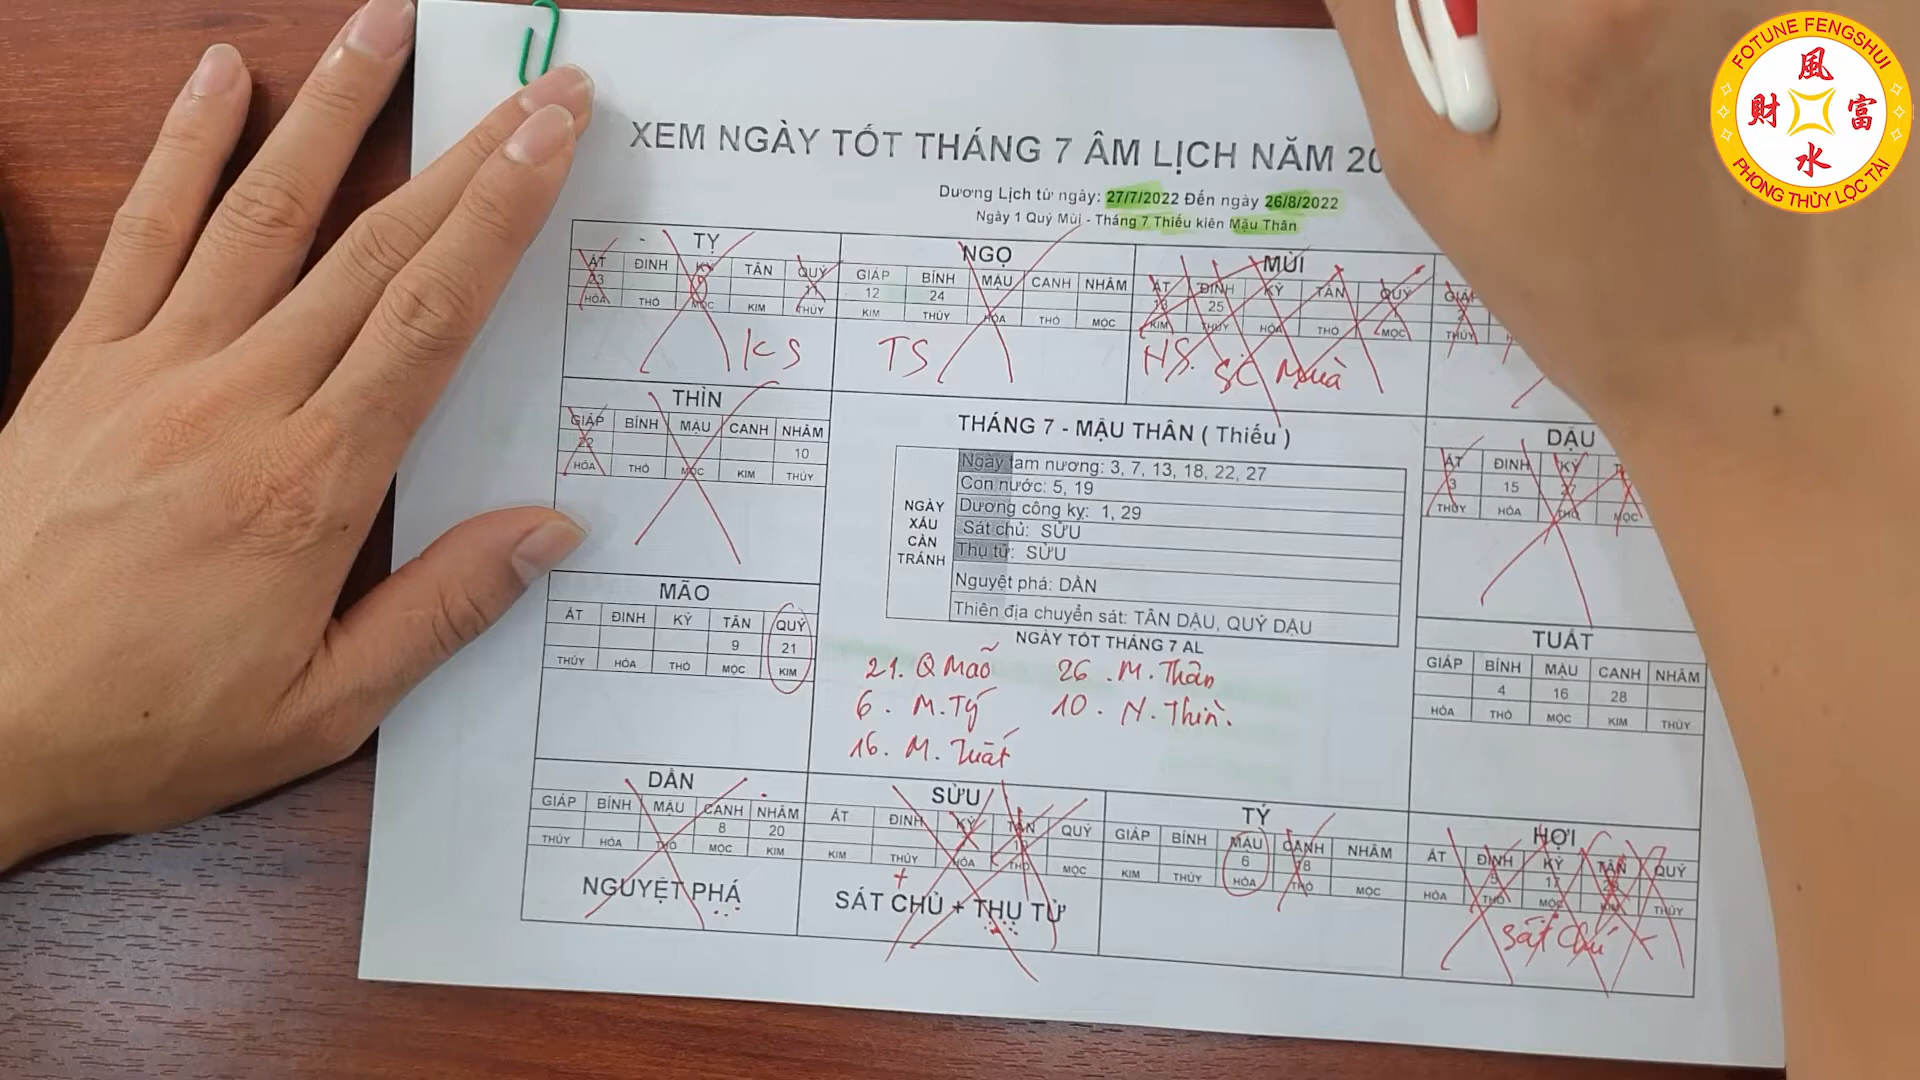 XEM NGÀY TỐT THÁNG 7 ÂM LỊCH NĂM 20
Dương Lịch từ ngày: 27/7/2022 Đến ngày 26/8/2022
Ngày 1 Quý Mùi - Tháng 7 Thiếu kiên Mậu Thân
TỴ
ẤT ĐINH KỶ TÂN QUÝ
23
HỎA THỔ MỘC KIM THỦY
KS
NGỌ
GIÁP BÍNH MẬU CANH NHÂM
12 24
KIM THỦY HỎA THỔ MỘC
TS
MÙI
ẤT ĐINH KỶ TÂN QUÝ
13 25
KIM THỦY HỎA THỔ MỘC
NS. SC Mùa
GIÁP
2
THỦY
THÌN
GIÁP BÍNH MẬU CANH NHÂM
22 10
HỎA THỔ MỘC KIM THỦY
THÁNG 7 - MẬU THÂN ( Thiếu )
NGÀY XẤU CẦN TRÁNH
Ngày tam nương: 3, 7, 13, 18, 22, 27
Con nước: 5, 19
Dương công kỵ: 1, 29
Sát chủ: SỬU
Thụ tử: SỬU
Nguyệt phá: DẦN
Thiên địa chuyển sát: TÂN DẬU, QUÝ DẬU
DẬU
ẤT ĐINH KỶ
3 15 27
THỦY HỎA THỔ MỘC
MÃO
ẤT ĐINH KỶ TÂN QUÝ
9 21
THỦY HỎA THỔ MỘC KIM
NGÀY TỐT THÁNG 7 AL
21. Q Mão 26. M. Thân
6. M. Tý 10. N. Thìn.
16. M. Tuất
TUẤT
GIÁP BÍNH MẬU CANH NHÂM
4 16 28
HỎA THỔ MỘC KIM THỦY
DẦN
GIÁP BÍNH MẬU CANH NHÂM
8 20
THỦY HỎA THỔ MỘC KIM
NGUYỆT PHÁ
SỬU
ẤT ĐINH KỶ TÂN QUÝ
KIM THỦY HỎA THỔ MỘC
SÁT CHỦ + THỤ TỬ
TÝ
GIÁP BÍNH MẬU CANH NHÂM
6 18
KIM THỦY HỎA THỔ MỘC
HỢI
ẤT ĐINH KỶ TÂN QUÝ
5 17
HỎA THỔ MỘC KIM THỦY
Sát Chủ
FOTUNE FENGSHUI
風
財 富
水
PHONG THỦY LỘC TÀI